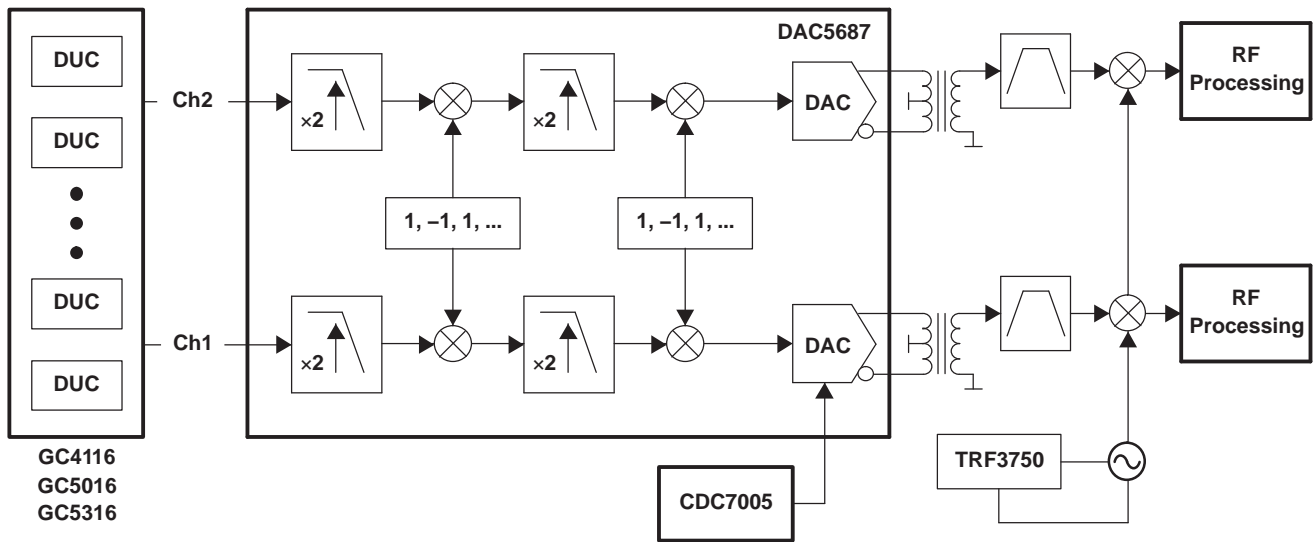 DUC
DUC
DUC
DUC
GC4116
GC5016
GC5316
Ch2
Ch1
DAC5687
×2
×2
DAC
1, –1, 1, ...
1, –1, 1, ...
×2
×2
DAC
CDC7005
TRF3750
RF
Processing
RF
Processing